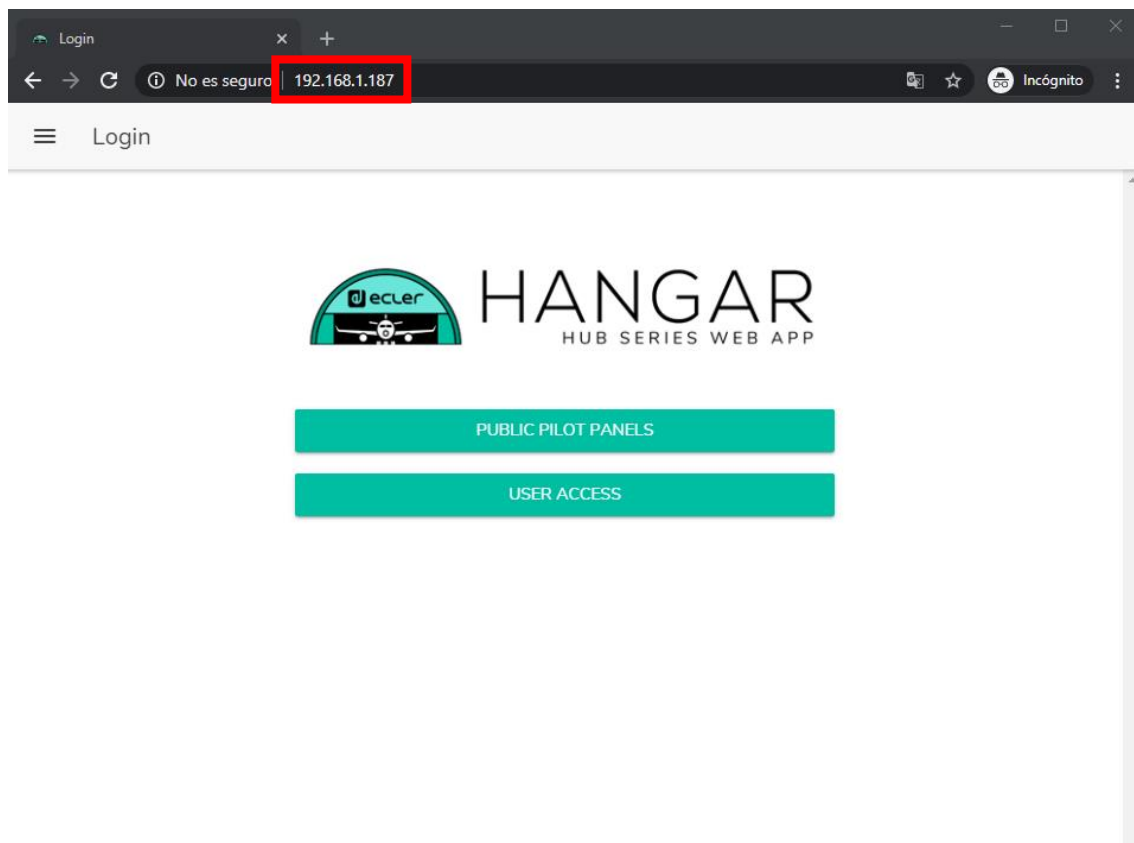 Login
No es seguro | 192.168.1.187
Incógnito
Login
ecler
HANGAR
HUB SERIES WEB APP
PUBLIC PILOT PANELS
USER ACCESS